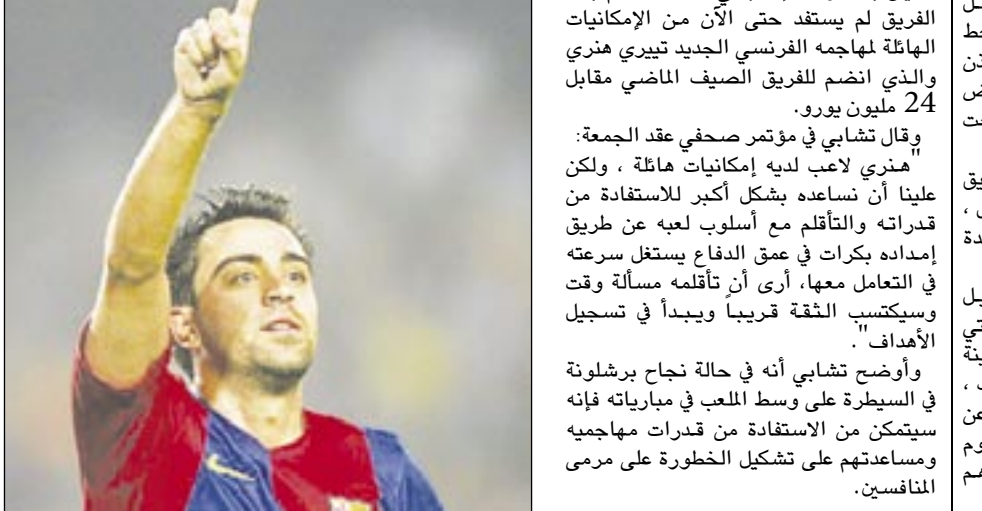 الفريق لم يستفد حتى الآن من الإمكانيات
الهائلة لمهاجمه الفرنسي الجديد تييري هنري
والذي انضم للفريق الصيف الماضي مقابل
24 مليون يورو.
وقال تشابي في مؤتمر صحفي عقد الجمعة:
"هنري لاعب لديه إمكانيات هائلة ، ولكن
علينا أن نساعده بشكل أكبر للاستفادة من
قدراته والتأقلم مع أسلوب لعبه عن طريق
إمداده بكرات في عمق الدفاع يستغل سرعته
في التعامل معها، أرى أن تأقلمه مسألة وقت
وسيكتسب الثقة قريباً ويبدأ في تسجيل
الأهداف".
وأوضح تشابي أنه في حالة نجاح برشلونة
في السيطرة على وسط الملعب في مبارياته فإنه
سيتمكن من الاستفادة من قدرات مهاجميه
ومساعدتهم على تشكيل الخطورة على مرمى
المنافسين.